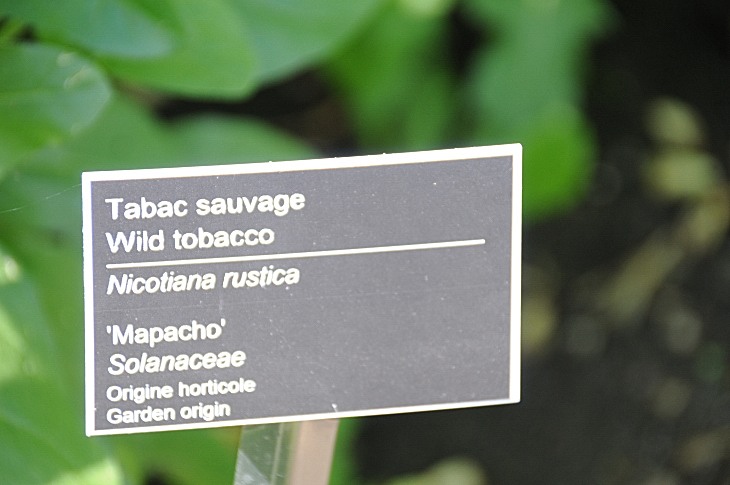 Tabac sauvage
Wild tobacco
Nicotiana rustica
'Mapacho'
Solanaceae
Origine horticole
Garden origin